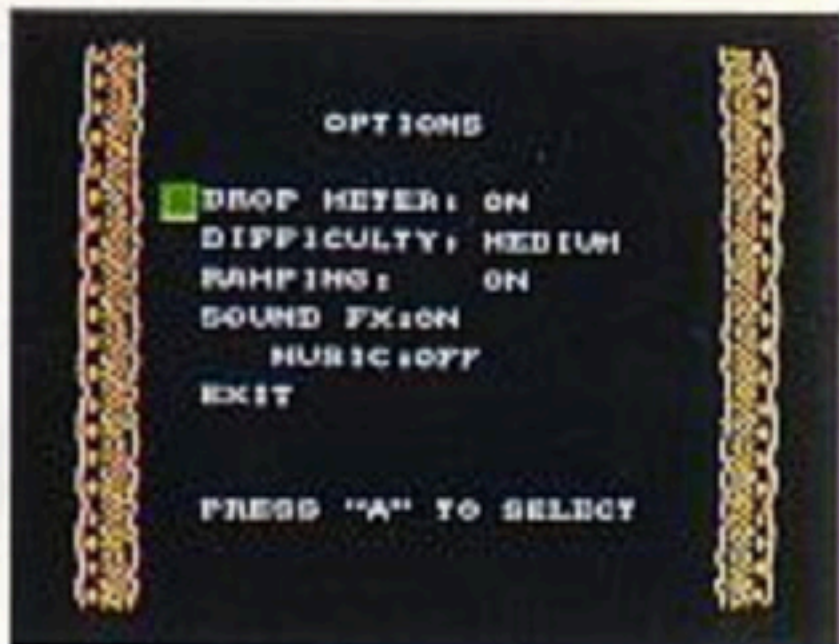 OPTIONS
DROP METER: ON
DIFFICULTY: MEDIUM
RAMPING: ON
SOUND FX:ON
MUSIC:OFF
EXIT
PRESS "A" TO SELECT